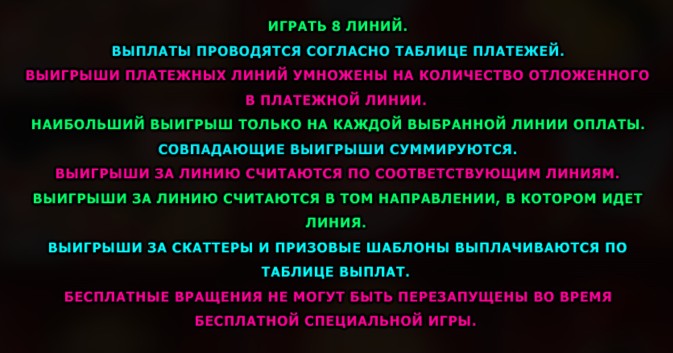 ИГРАТЬ 8 ЛИНИЙ.
ВЫПЛАТЫ ПРОВОДЯТСЯ СОГЛАСНО ТАБЛИЦЕ ПЛАТЕЖЕЙ.
ВЫИГРЫШИ ПЛАТЕЖНЫХ ЛИНИЙ УМНОЖЕНЫ НА КОЛИЧЕСТВО ОТЛОЖЕННОГО
В ПЛАТЕЖНОЙ ЛИНИИ.
НАИБОЛЬШИЙ ВЫИГРЫШ ТОЛЬКО НА КАЖДОЙ ВЫБРАННОЙ ЛИНИИ ОПЛАТЫ.
СОВПАДАЮЩИЕ ВЫИГРЫШИ СУММИРУЮТСЯ.
ВЫИГРЫШИ ЗА ЛИНИЮ СЧИТАЮТСЯ ПО СООТВЕТСТВУЮЩИМ ЛИНИЯМ.
ВЫИГРЫШИ ЗА ЛИНИЮ СЧИТАЮТСЯ В ТОМ НАПРАВЛЕНИИ, В КОТОРОМ ИДЕТ
ЛИНИЯ.
ВЫИГРЫШИ ЗА СКАТТЕРЫ И ПРИЗОВЫЕ ШАБЛОНЫ ВЫПЛАЧИВАЮТСЯ ПО
ТАБЛИЦЕ ВЫПЛАТ.
БЕСПЛАТНЫЕ ВРАЩЕНИЯ НЕ МОГУТ БЫТЬ ПЕРЕЗАПУЩЕНЫ ВО ВРЕМЯ
БЕСПЛАТНОЙ СПЕЦИАЛЬНОЙ ИГРЫ.